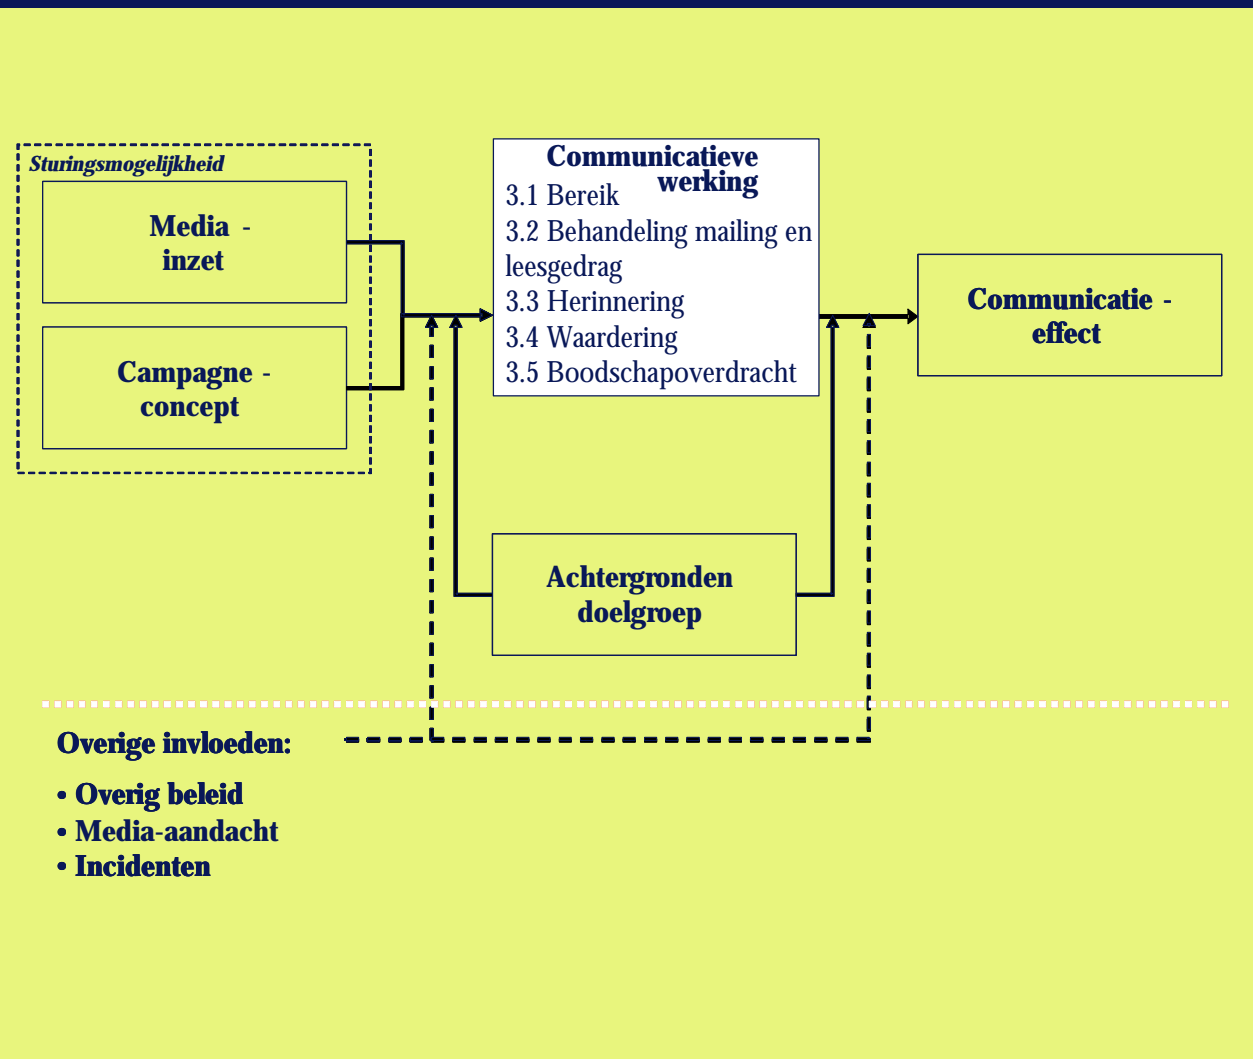 Sturingsmogelijkheid
Media -
inzet
Campagne -
concept
Communicatieve
werking
3.1 Bereik
3.2 Behandeling mailing en
leesgedrag
3.3 Herinnering
3.4 Waardering
3.5 Boodschapoverdracht
Communicatie -
effect
Achtergronden
doelgroep
Overige invloeden:
• Overig beleid
• Media-aandacht
• Incidenten